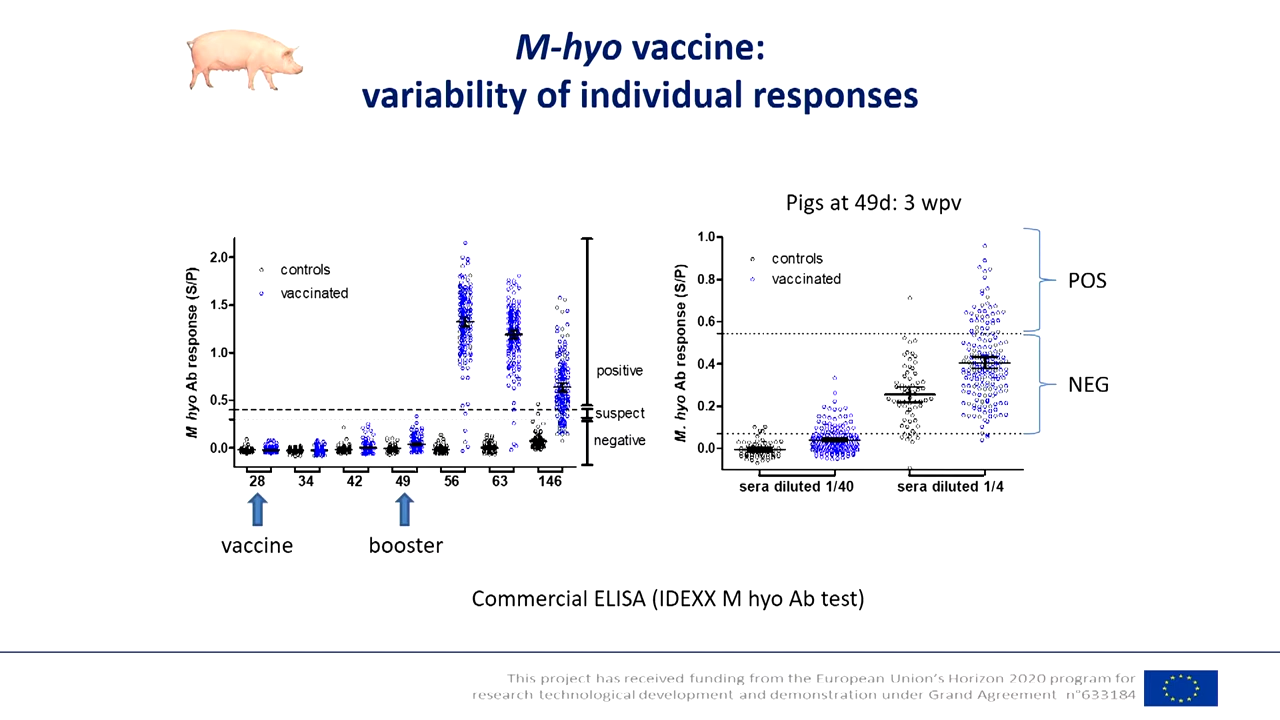 M-hyo vaccine:
variability of individual responses
Pigs at 49d: 3 wpv
M hyo Ab response (S/P)
2.0
1.5
1.0
0.5
0.0
controls
vaccinated
positive
suspect
negative
28 34 42 49 56 63 146
vaccine booster
M. hyo Ab response (S/P)
1.0
0.8
0.6
0.4
0.2
0.0
controls
vaccinated
POS
NEG
sera diluted 1/40 sera diluted 1/4
Commercial ELISA (IDEXX M hyo Ab test)
This project has received funding from the European Union's Horizon 2020 program for
research technological development and demonstration under Grand Agreement n°633184